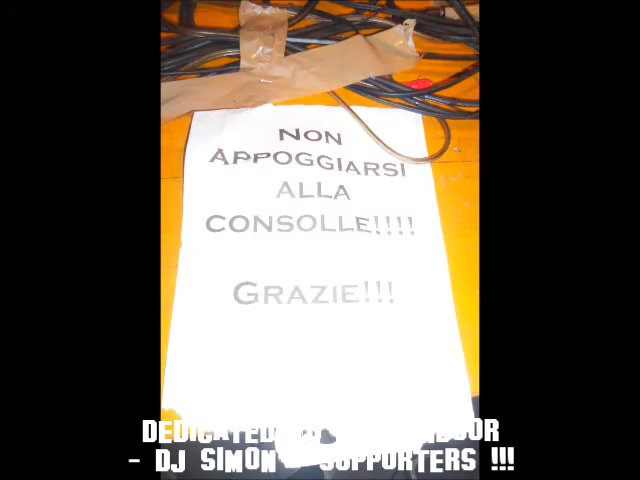 NON
APPOGGIARSI
ALLA
CONSOLLE!!!!
GRAZIE!!!
DEDICATED
- DJ SIMON SUPPORTERS !!!